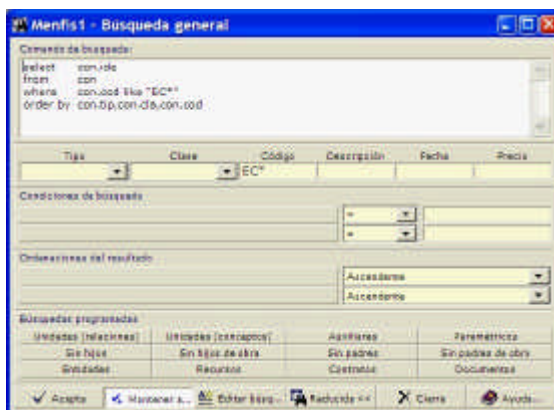 Menfis1 - Búsqueda general
Comando de búsqueda:
select con.ide
from con
where con.cod like "EC*"
order by con.tip,con.cla,con.cod
Tipo Clase Código Descripción Fecha Precio
EC*
Condiciones de búsqueda
=
=
Ordenaciones del resultado
Ascendente
Ascendente
Búsquedas programadas
Unidades (relaciones) Unidades (conceptos) Auxiliares Paramétricos
Sin hijos Sin hijos de obra Sin padres Sin padres de obra
Entidades Recursos Contratos Documentos
Acepta Mantener a... Editar búsq... Reducida << Cierra Ayuda...